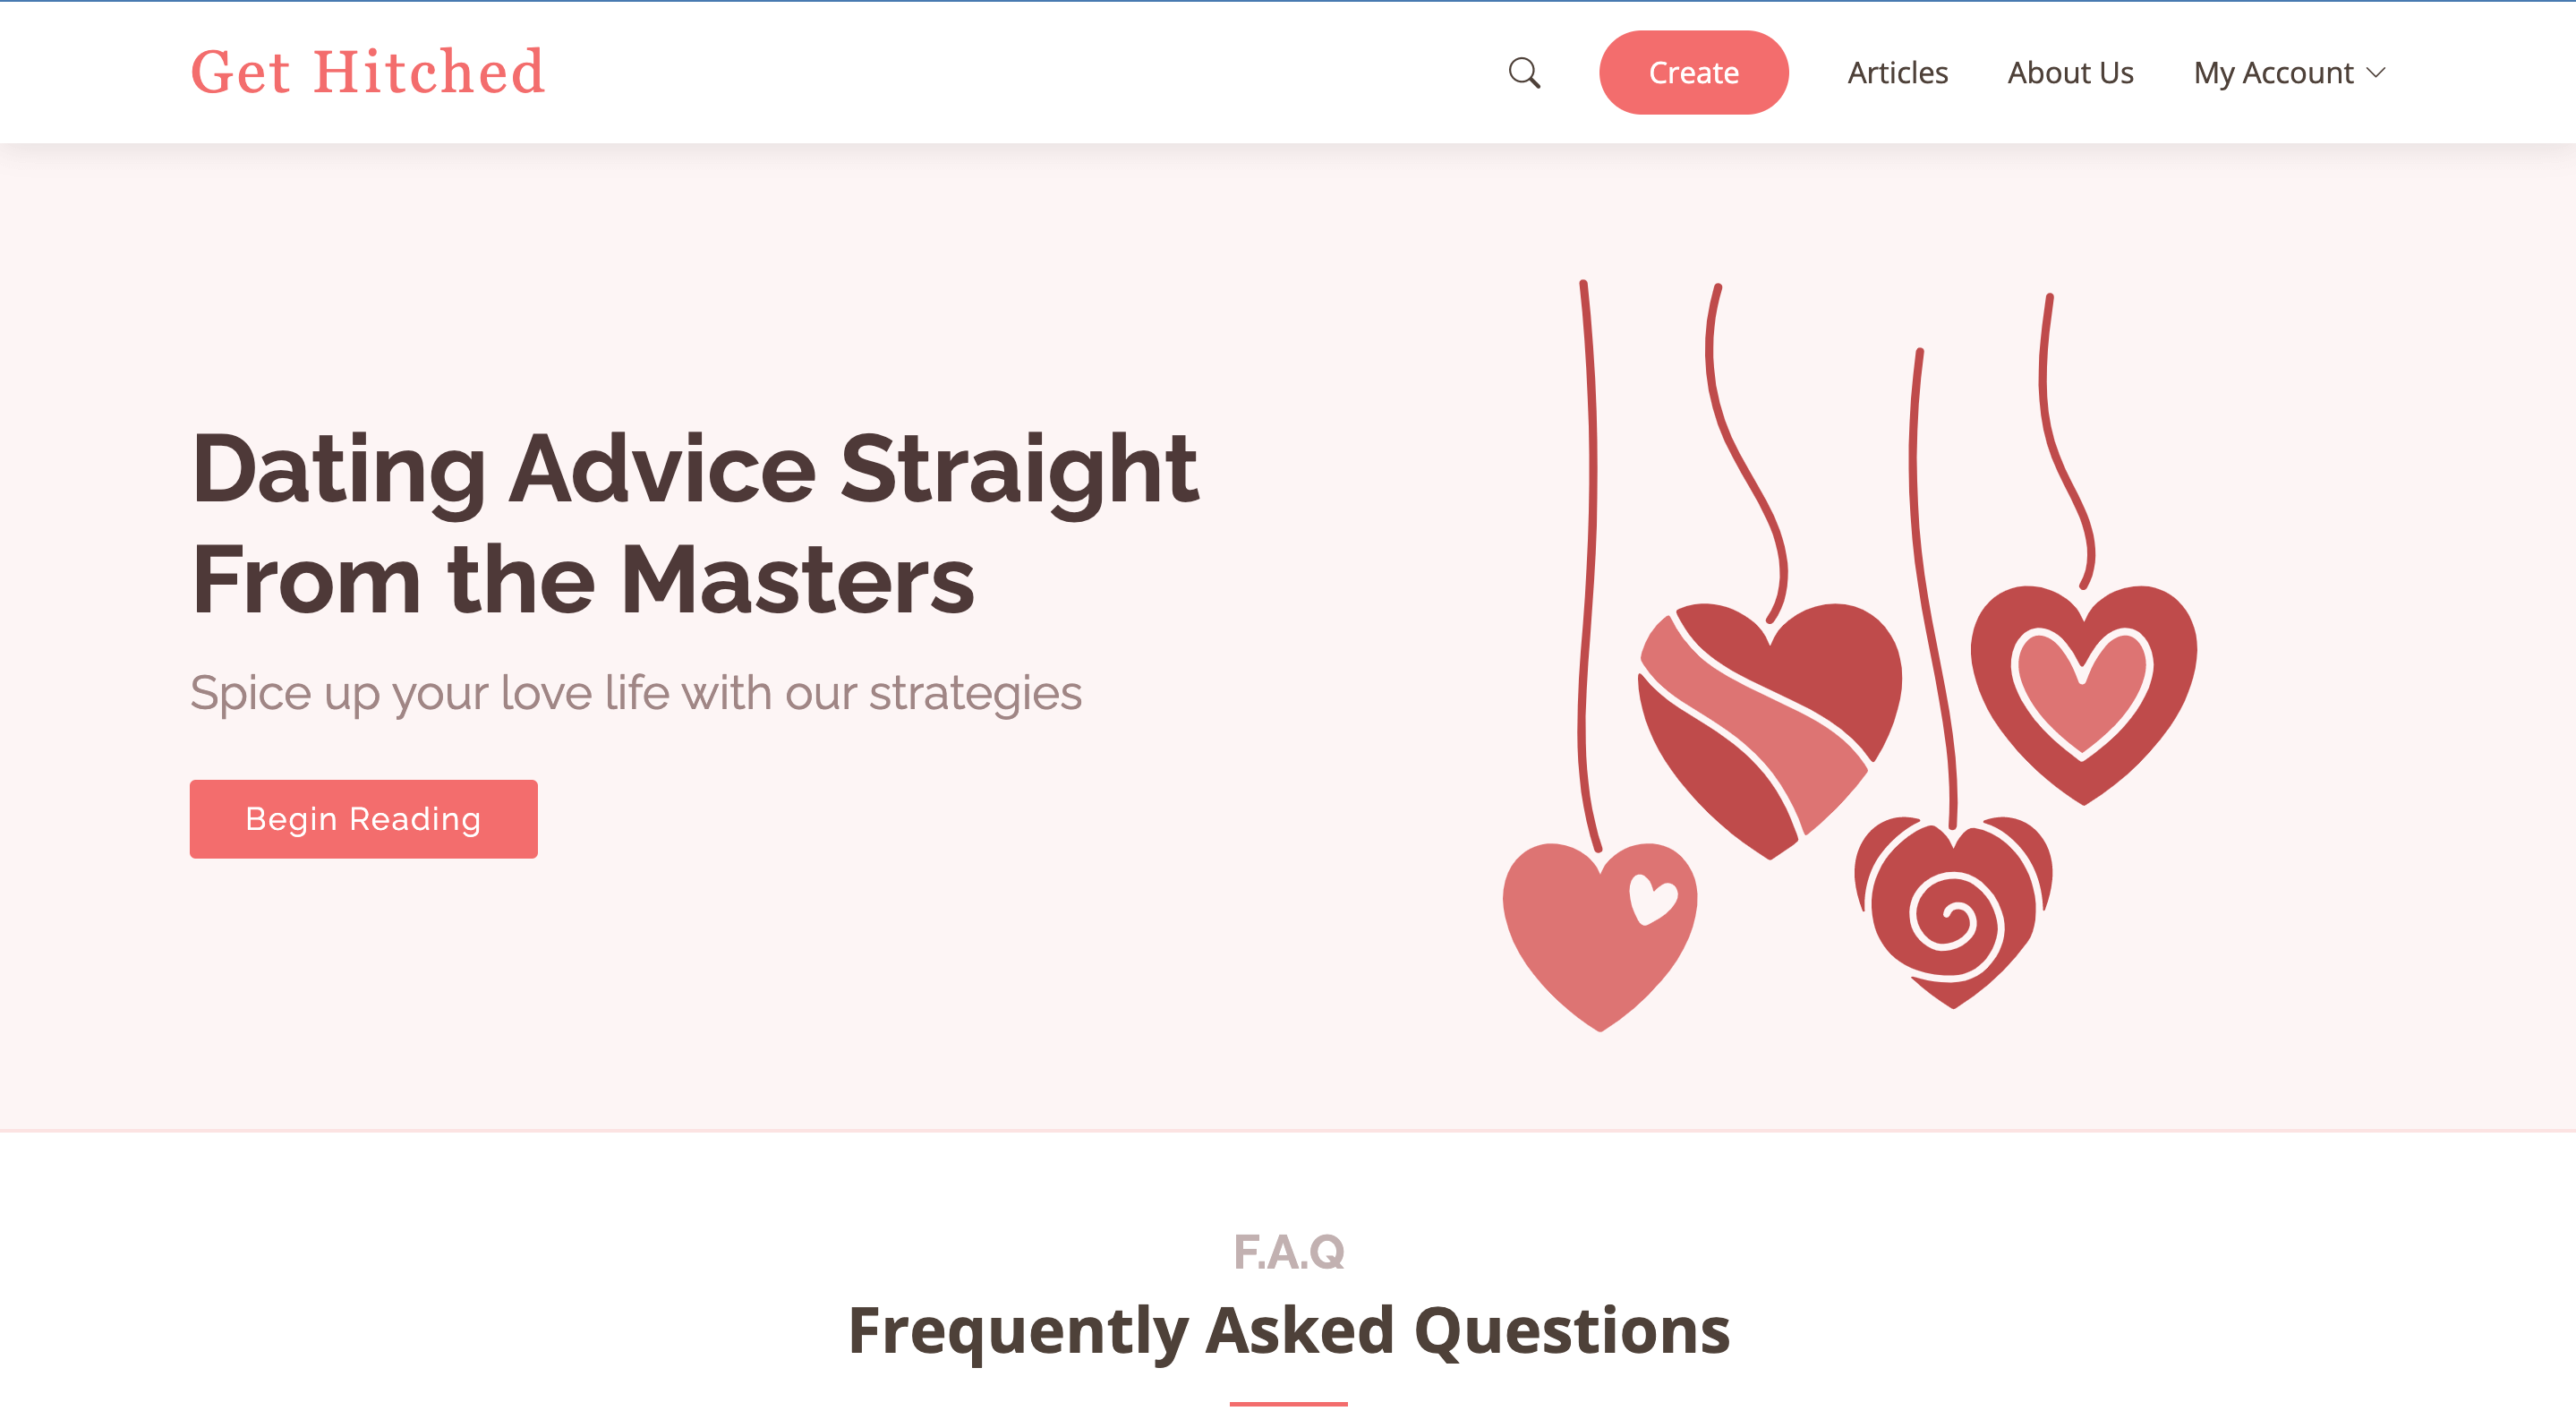 Get Hitched
Create
Articles
About Us
My Account
Dating Advice Straight
From the Masters
Spice up your love life with our strategies
Begin Reading
F.A.Q
Frequently Asked Questions